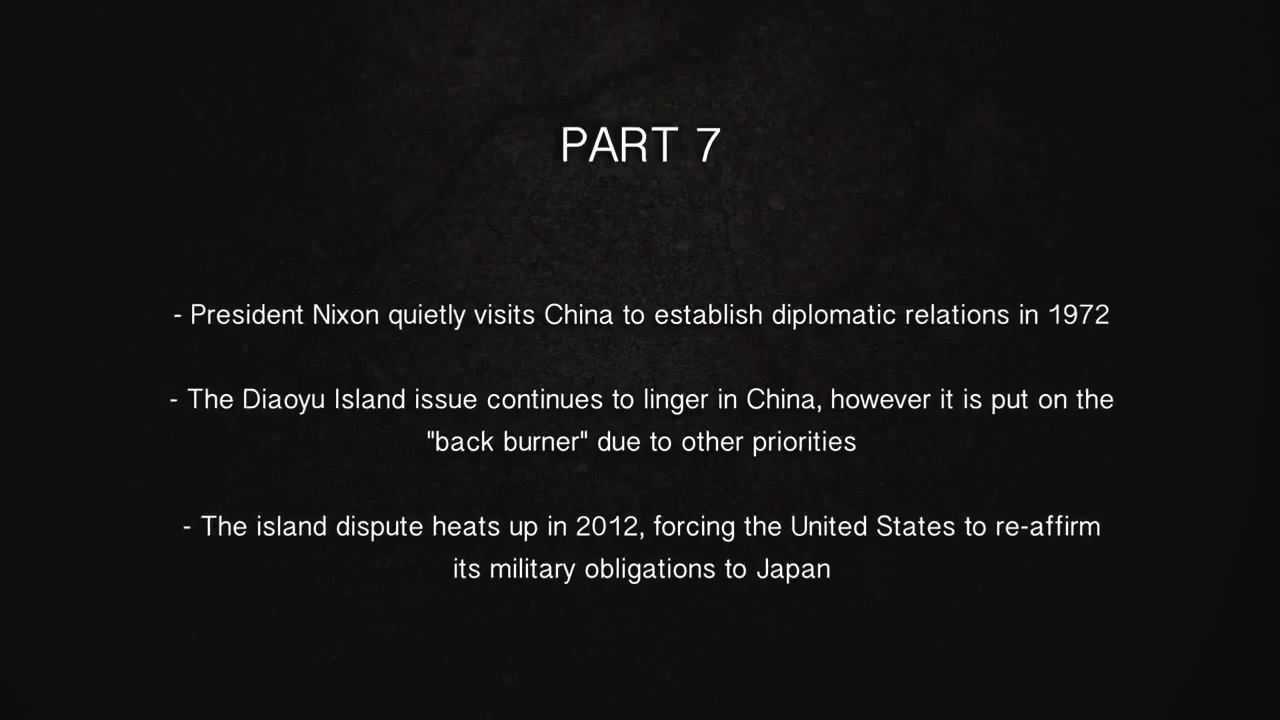 PART 7
- President Nixon quietly visits China to establish diplomatic relations in 1972
- The Diaoyu Island issue continues to linger in China, however it is put on the
"back burner" due to other priorities
- The island dispute heats up in 2012, forcing the United States to re-affirm
its military obligations to Japan